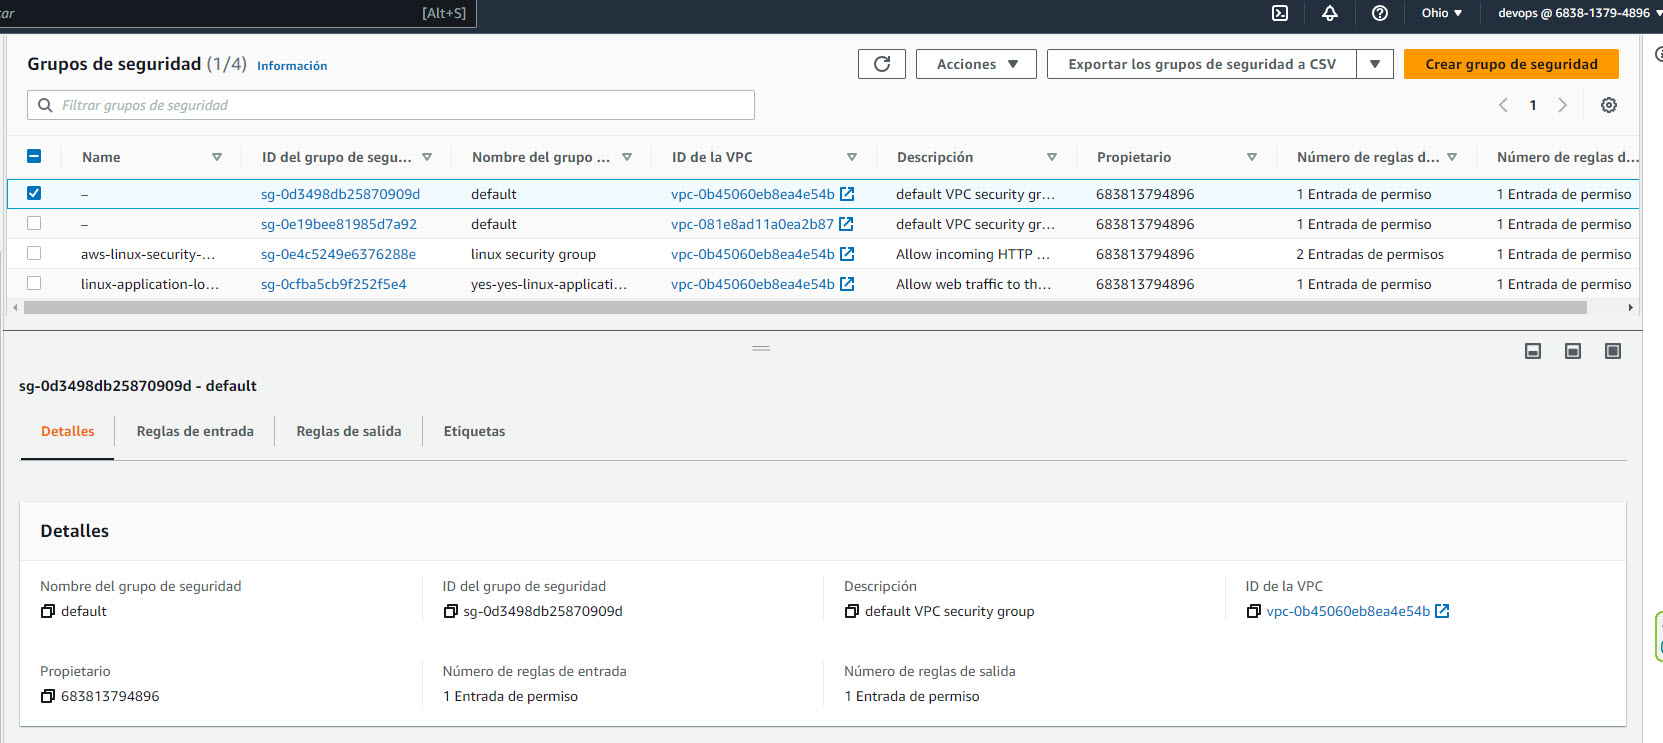 car [Alt+S] Ohio devops @ 6838-1379-4896
Grupos de seguridad (1/4) Información Acciones Exportar los grupos de seguridad a CSV Crear grupo de seguridad
Filtrar grupos de seguridad 1
Name ID del grupo de segu... Nombre del grupo ... ID de la VPC Descripción Propietario Número de reglas d... Número de reglas d...
– sg-0d3498db25870909d default vpc-0b45060eb8ea4e54b default VPC security gr... 683813794896 1 Entrada de permiso 1 Entrada de permiso
– sg-0e19bee81985d7a92 default vpc-081e8ad11a0ea2b87 default VPC security gr... 683813794896 1 Entrada de permiso 1 Entrada de permiso
aws-linux-security-... sg-0e4c5249e6376288e linux security group vpc-0b45060eb8ea4e54b Allow incoming HTTP ... 683813794896 2 Entradas de permisos 1 Entrada de permiso
linux-application-lo... sg-0cfba5cb9f252f5e4 yes-yes-linux-applicati... vpc-0b45060eb8ea4e54b Allow web traffic to th... 683813794896 1 Entrada de permiso 1 Entrada de permiso
sg-0d3498db25870909d - default
Detalles Reglas de entrada Reglas de salida Etiquetas
Detalles
Nombre del grupo de seguridad ID del grupo de seguridad Descripción ID de la VPC
default sg-0d3498db25870909d default VPC security group vpc-0b45060eb8ea4e54b
Propietario Número de reglas de entrada Número de reglas de salida
683813794896 1 Entrada de permiso 1 Entrada de permiso